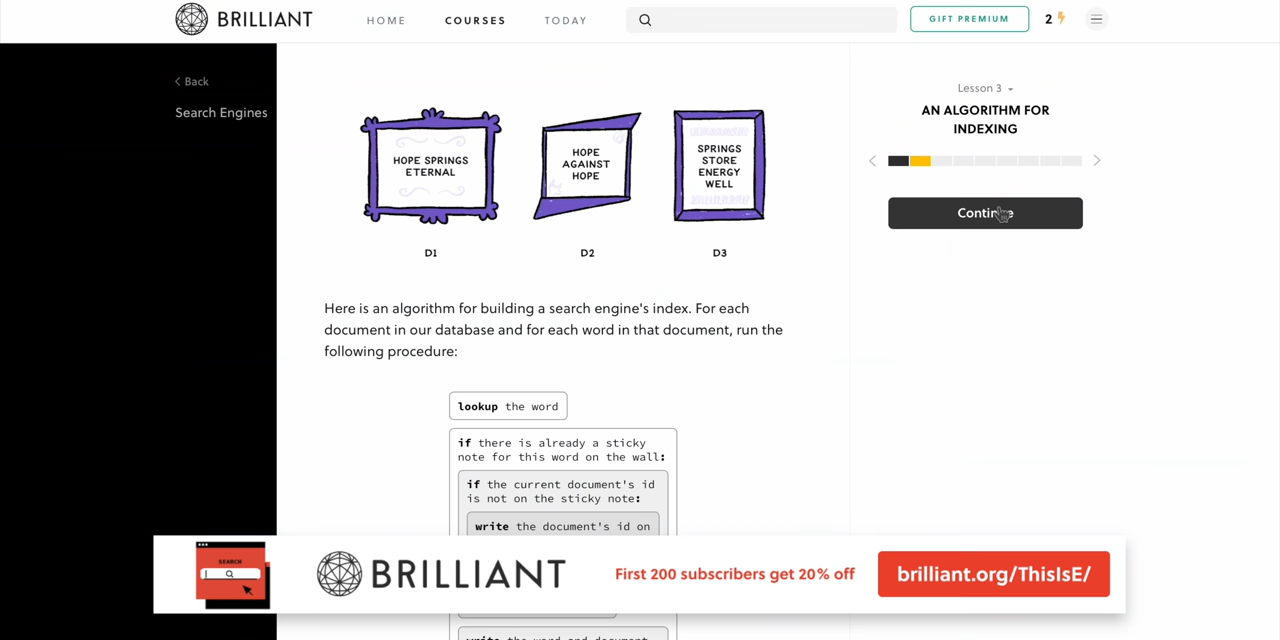 BRILLIANT
HOME
COURSES
TODAY
GIFT PREMIUM
2
Back
Search Engines
HOPE SPRINGS
ETERNAL
HOPE
AGAINST
HOPE
SPRINGS
STORE
ENERGY
WELL
D1
D2
D3
Lesson 3
AN ALGORITHM FOR
INDEXING
Continue
Here is an algorithm for building a search engine's index. For each
document in our database and for each word in that document, run the
following procedure:
lookup the word
if there is already a sticky
note for this word on the wall:
if the current document's id
is not on the sticky note:
write the document's id on
SEARCH
BRILLIANT
First 200 subscribers get 20% off
brilliant.org/ThisIsE/
write the word and document